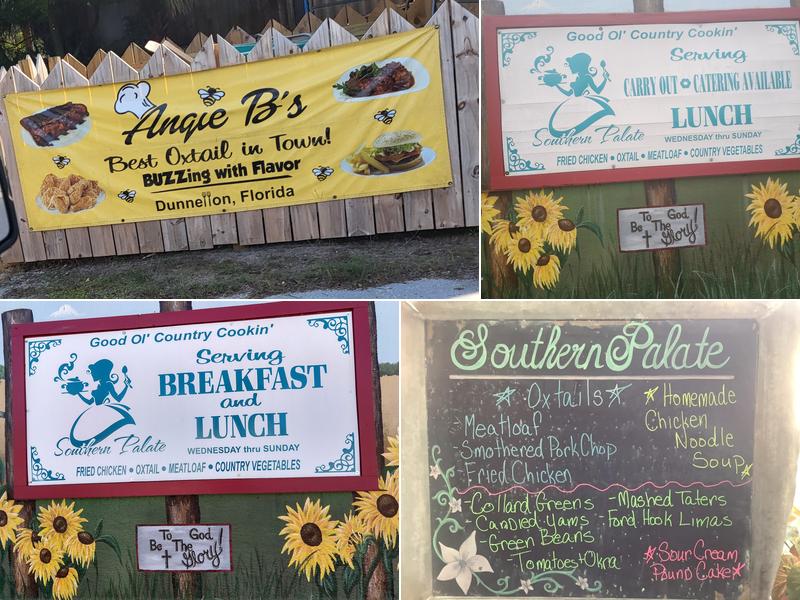 Angie B's
Best Oxtail in Town!
BUZZing with Flavor
Dunnellon, Florida
Good Ol' Country Cookin'
Serving
CARRY OUT CATERING AVAILABLE
LUNCH
Southern Palate
WEDNESDAY thru SUNDAY
FRIED CHICKEN • OXTAIL • MEATLOAF • COUNTRY VEGETABLES
To God
Be The
Glory!
Good Ol' Country Cookin'
Serving
BREAKFAST
and
LUNCH
Southern Palate
WEDNESDAY thru SUNDAY
FRIED CHICKEN • OXTAIL • MEATLOAF • COUNTRY VEGETABLES
To God
Be The
Glory!
Southern Palate
Oxtails
Meatloaf
Smothered Pork Chop
Fried Chicken
Homemade
Chicken
Noodle
Soup
-Colland Greens
-Candied Yams
-Green Beans
-Tomatoes+Okra
-Mashed Taters
Ford Hook Limas
Sour Cream
Pound Cake